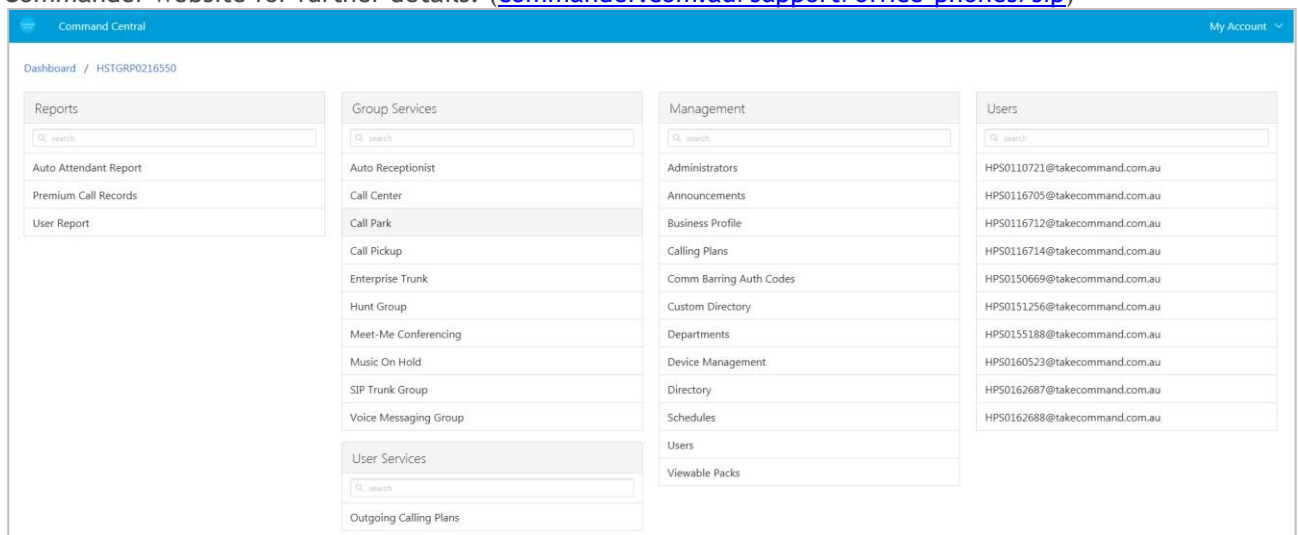 Commander website for further details. (commander.com.au/support/office-phones/sip)
Command Central
My Account
Dashboard / HSTGRP0216550
Reports
search
Auto Attendant Report
Premium Call Records
User Report
Group Services
search
Auto Receptionist
Call Center
Call Park
Call Pickup
Enterprise Trunk
Hunt Group
Meet-Me Conferencing
Music On Hold
SIP Trunk Group
Voice Messaging Group
User Services
search
Outgoing Calling Plans
Management
search
Administrators
Announcements
Business Profile
Calling Plans
Comm Barring Auth Codes
Custom Directory
Departments
Device Management
Directory
Schedules
Users
Viewable Packs
Users
search
HPS0110721@takecommand.com.au
HPS0116705@takecommand.com.au
HPS0116712@takecommand.com.au
HPS0116714@takecommand.com.au
HPS0150669@takecommand.com.au
HPS0151256@takecommand.com.au
HPS0155188@takecommand.com.au
HPS0160523@takecommand.com.au
HPS0162687@takecommand.com.au
HPS0162688@takecommand.com.au